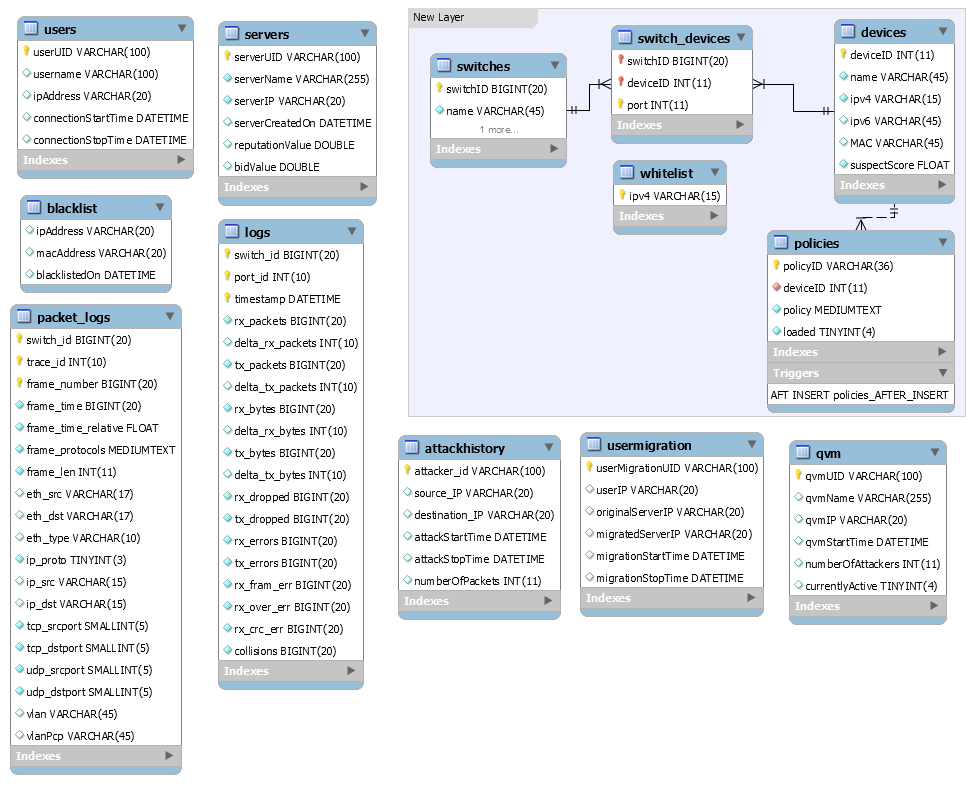 users
userUID VARCHAR(100)
username VARCHAR(100)
ipAddress VARCHAR(20)
connectionStartTime DATETIME
connectionStopTime DATETIME
Indexes
servers
serverUID VARCHAR(100)
serverName VARCHAR(255)
serverIP VARCHAR(20)
serverCreatedOn DATETIME
reputationValue DOUBLE
bidValue DOUBLE
Indexes
New Layer
switches
switchID BIGINT(20)
name VARCHAR(45)
1 more...
Indexes
switch_devices
switchID BIGINT(20)
deviceID INT(11)
port INT(11)
Indexes
devices
deviceID INT(11)
name VARCHAR(45)
ipv4 VARCHAR(15)
ipv6 VARCHAR(45)
MAC VARCHAR(45)
suspectScore FLOAT
Indexes
whitelist
ipv4 VARCHAR(15)
Indexes
policies
policyID VARCHAR(36)
deviceID INT(11)
policy MEDIUMTEXT
loaded TINYINT(4)
Indexes
Triggers
AFT INSERT policies_AFTER_INSERT
blacklist
ipAddress VARCHAR(20)
macAddress VARCHAR(20)
blacklistedOn DATETIME
packet_logs
switch_id BIGINT(20)
trace_id INT(10)
frame_number BIGINT(20)
frame_time BIGINT(20)
frame_time_relative FLOAT
frame_protocols MEDIUMTEXT
frame_len INT(11)
eth_src VARCHAR(17)
eth_dst VARCHAR(17)
eth_type VARCHAR(10)
ip_proto TINYINT(3)
ip_src VARCHAR(15)
ip_dst VARCHAR(15)
tcp_srcport SMALLINT(5)
tcp_dstport SMALLINT(5)
udp_srcport SMALLINT(5)
udp_dstport SMALLINT(5)
vlan VARCHAR(45)
vlanPcp VARCHAR(45)
Indexes
logs
switch_id BIGINT(20)
port_id INT(10)
timestamp DATETIME
rx_packets BIGINT(20)
delta_rx_packets INT(10)
tx_packets BIGINT(20)
delta_tx_packets INT(10)
rx_bytes BIGINT(20)
delta_rx_bytes INT(10)
tx_bytes BIGINT(20)
delta_tx_bytes INT(10)
rx_dropped BIGINT(20)
tx_dropped BIGINT(20)
rx_errors BIGINT(20)
tx_errors BIGINT(20)
rx_fram_err BIGINT(20)
rx_over_err BIGINT(20)
rx_crc_err BIGINT(20)
collisions BIGINT(20)
Indexes
attackhistory
attacker_id VARCHAR(100)
source_IP VARCHAR(20)
destination_IP VARCHAR(20)
attackStartTime DATETIME
attackStopTime DATETIME
numberOfPackets INT(11)
Indexes
usermigration
userMigrationUID VARCHAR(100)
userIP VARCHAR(20)
originalServerIP VARCHAR(20)
migratedServerIP VARCHAR(20)
migrationStartTime DATETIME
migrationStopTime DATETIME
Indexes
qvm
qvmUID VARCHAR(100)
qvmName VARCHAR(255)
qvmIP VARCHAR(20)
qvmStartTime DATETIME
numberOfAttackers INT(11)
currentlyActive TINYINT(4)
Indexes